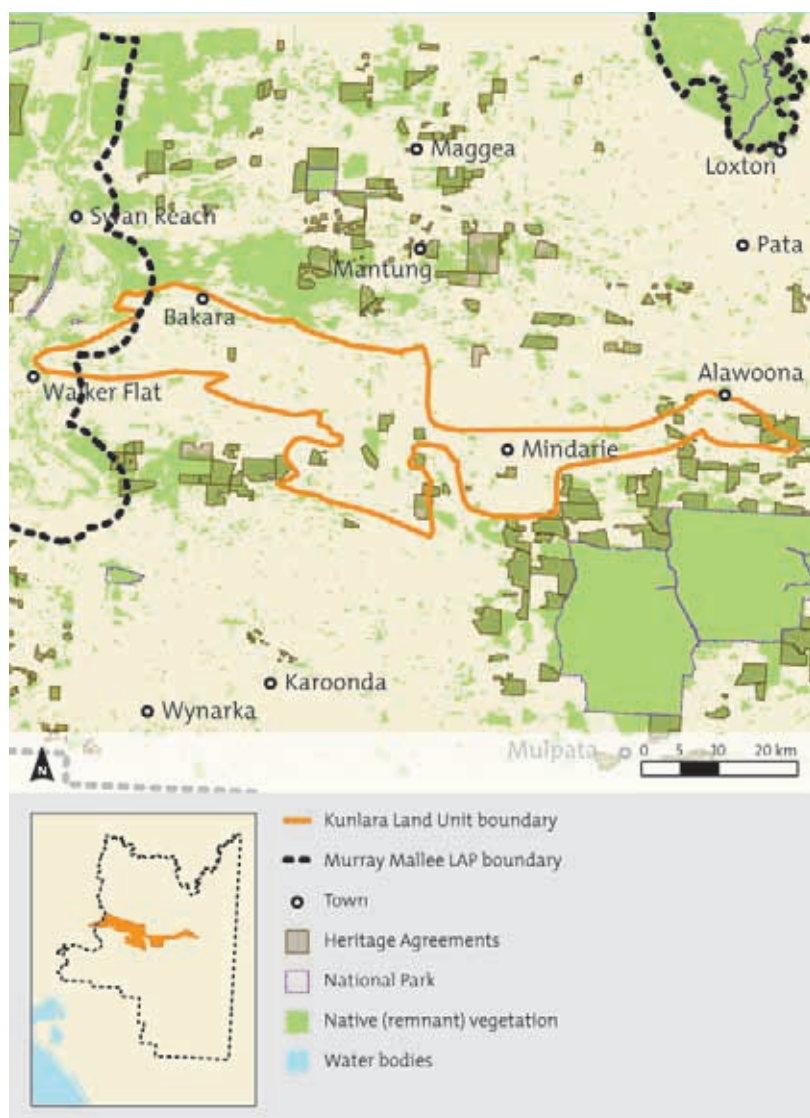 Maggea
Loxton
Swan Reach
Pata
Mantung
Bakara
Walker Flat
Alawoona
Mindarie
Karoonda
Wynarka
Mulpata
0 5 10 20 km
N
Kunlara Land Unit boundary
Murray Mallee LAP boundary
Town
Heritage Agreements
National Park
Native (remnant) vegetation
Water bodies